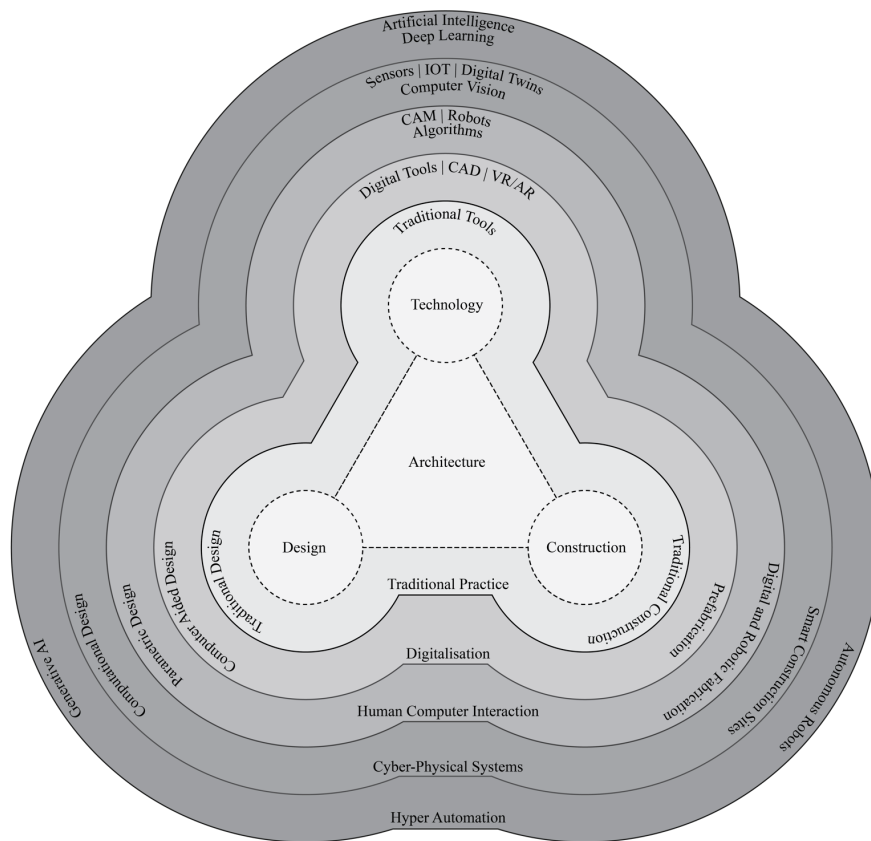 Artificial Intelligence
Deep Learning
Sensors | IOT | Digital Twins
Computer Vision
CAM | Robots
Algorithms
Digital Tools | CAD | VR/AR
Traditional Tools
Technology
Architecture
Design
Construction
Traditional Design
Computer Aided Design
Parametric Design
Computational Design
Generative AI
Traditional Construction
Prefabrication
Digital and Robotic Fabrication
Smart Construction Sites
Autonomous Robots
Traditional Practice
Digitalisation
Human Computer Interaction
Cyber-Physical Systems
Hyper Automation